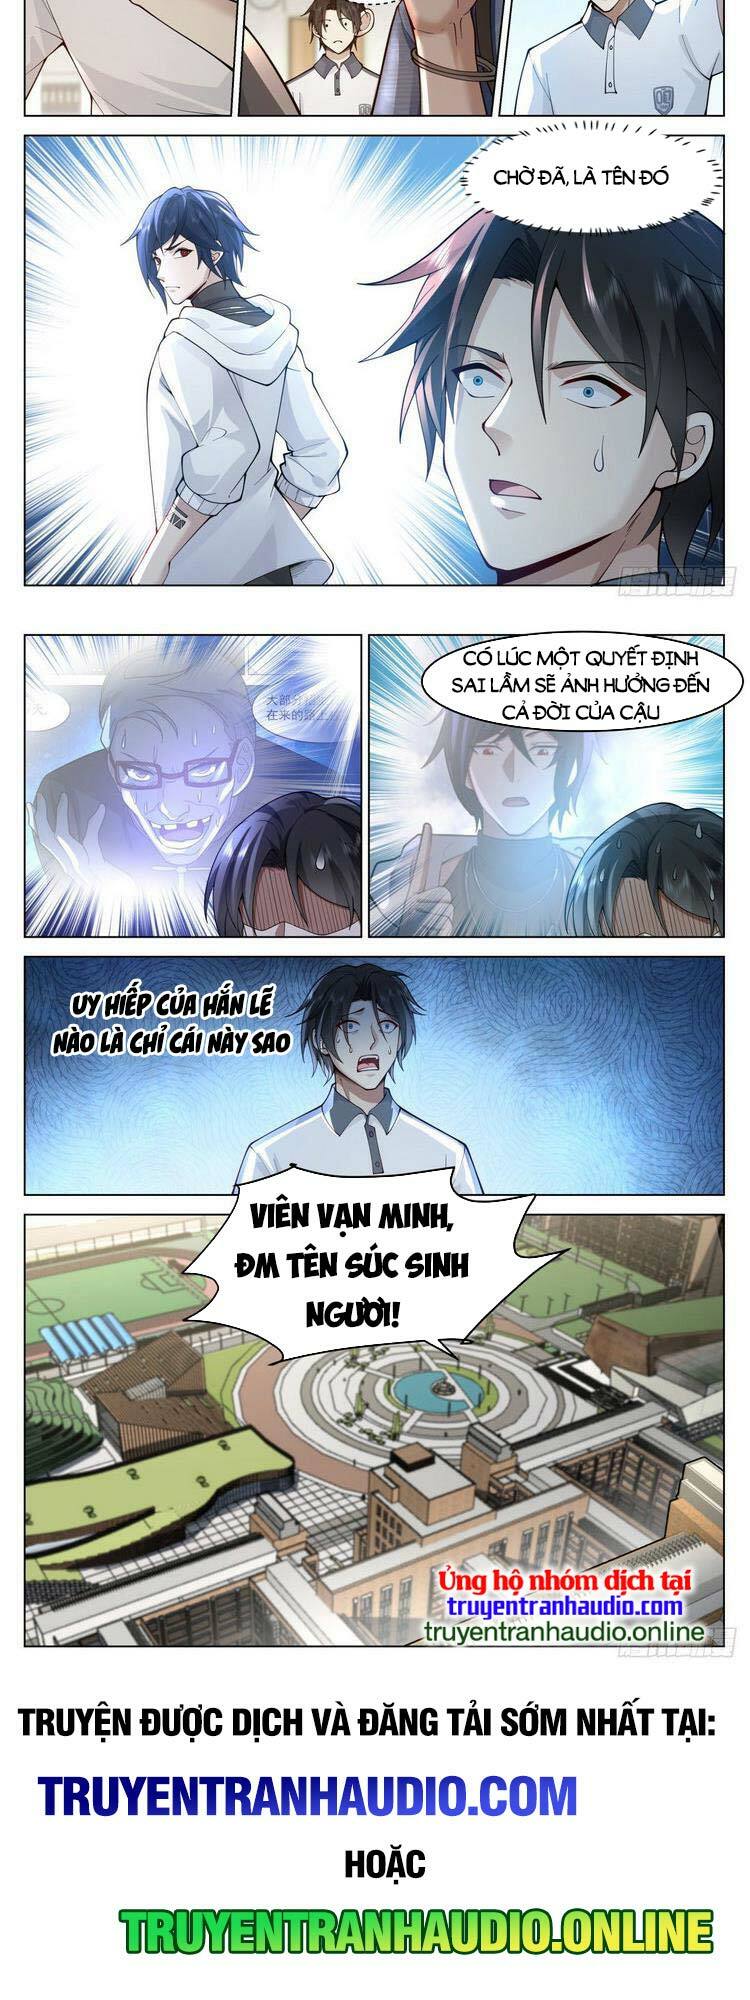 CHỜ ĐÃ, LÀ TÊN ĐÓ
大部分
在米的路上
CÓ LÚC MỘT QUYẾT ĐỊNH
SAI LẦM SẼ ẢNH HƯỞNG ĐẾN
CẢ ĐỜI CỦA CẬU
UY HIẾP CỦA HẮN LẼ
NÀO LÀ CHỈ CÁI NÀY SAO
VIÊN VẠN MINH,
ĐM TÊN SÚC SINH
NGƯƠI!
Ủng hộ nhóm dịch tại
truyentranhaudio.com
truyentranhaudio.online
TRUYỆN ĐƯỢC DỊCH VÀ ĐĂNG TẢI SỚM NHẤT TẠI:
TRUYENTRANHAUDIO.COM
HOẶC
TRUYENTRANHAUDIO.ONLINE